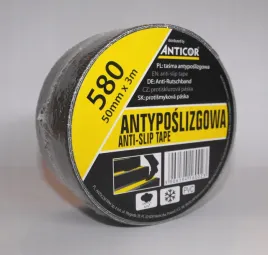 ANTICOR
PL: taśma antypoślizgowa
EN: anti-slip tape
DE: Anti-Rutschband
CZ: protiskluzová páska
SK: protišmyková páska
580
50mm x 3m
ANTYPOŚLIZGOWA
ANTI-SLIP TAPE
PVC